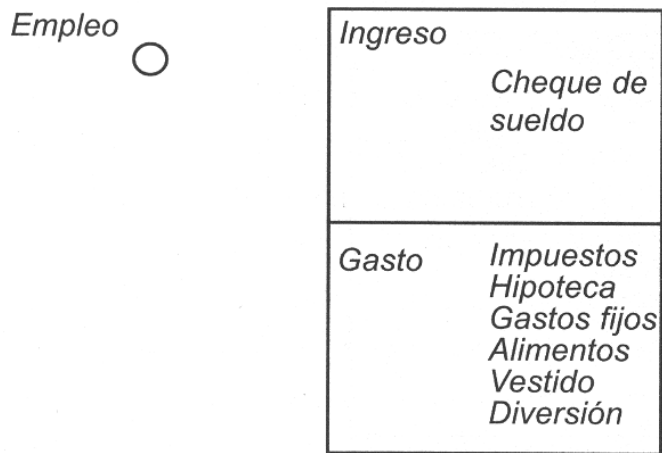 Empleo
Ingreso
Cheque de
sueldo
Gasto
Impuestos
Hipoteca
Gastos fijos
Alimentos
Vestido
Diversión